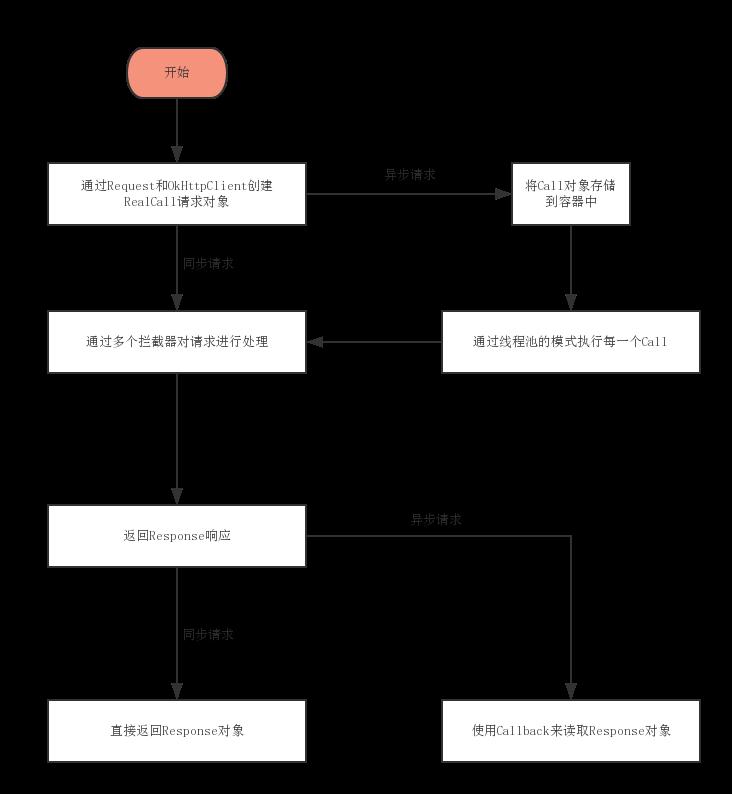 开始
通过Request和OkHttpClient创建
RealCall请求对象
异步请求
将Call对象存储
到容器中
同步请求
通过多个拦截器对请求进行处理
通过线程池的模式执行每一个Call
返回Response响应
异步请求
同步请求
直接返回Response对象
使用Callback来读取Response对象